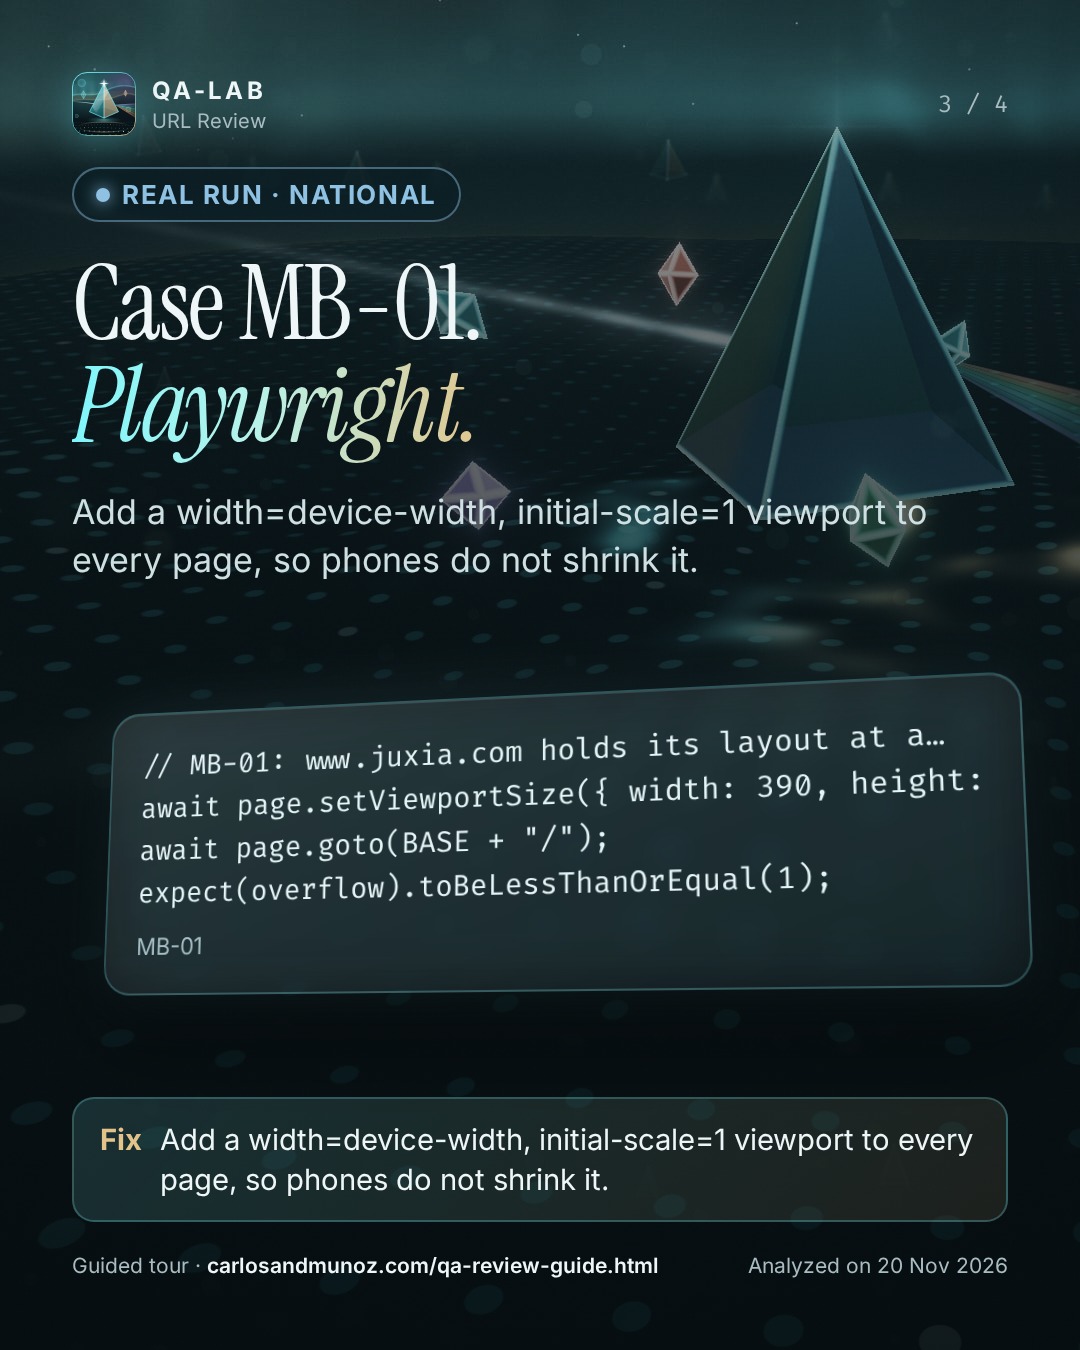 QA-LAB
URL Review
3 / 4
REAL RUN · NATIONAL
Case MB-01.
Playwright.
Add a width=device-width, initial-scale=1 viewport to
every page, so phones do not shrink it.
// MB-01: www.juxia.com holds its layout at a…
await page.setViewportSize({ width: 390, height:
await page.goto(BASE + "/");
expect(overflow).toBeLessThanOrEqual(1);
MB-01
Fix Add a width=device-width, initial-scale=1 viewport to every
page, so phones do not shrink it.
Guided tour · carlosandmunoz.com/qa-review-guide.html
Analyzed on 20 Nov 2026